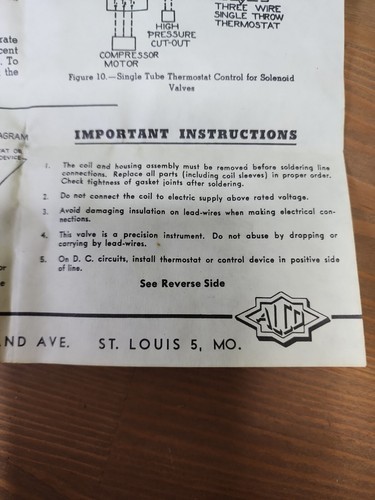 THREE WIRE
SINGLE THROW
THERMOSTAT
HIGH
PRESSURE
CUT-OUT
COMPRESSOR
MOTOR
rate
cent
. To
the
Figure 10.—Single Tube Thermostat Control for Solenoid
Valves
AGRAM
IMPORTANT INSTRUCTIONS
1. The coil and housing assembly must be removed before soldering line
connections. Replace all parts (including coil sleeves) in proper order.
Check tightness of gasket joints after soldering.
2. Do not connect the coil to electric supply above rated voltage.
3. Avoid damaging insulation on lead-wires when making electrical con-
nections.
4. This valve is a precision instrument. Do not abuse by dropping or
carrying by lead-wires.
5. On D. C. circuits, install thermostat or control device in positive side
of line.
See Reverse Side
ND AVE. ST. LOUIS 5, MO.
ALCO